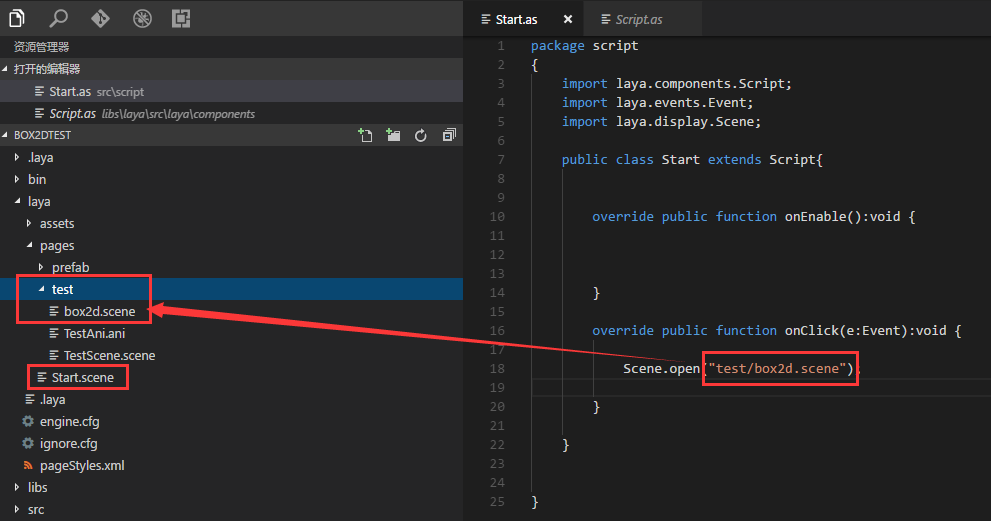 资源管理器
打开的编辑器
Start.as src\script
Script.as libs\laya\src\laya\components
BOX2DTEST
.laya
bin
laya
assets
pages
prefab
test
box2d.scene
TestAni.ani
TestScene.scene
Start.scene
.laya
engine.cfg
ignore.cfg
pageStyles.xml
libs
src
Start.as
Script.as
1 package script
2 {
3 import laya.components.Script;
4 import laya.events.Event;
5 import laya.display.Scene;
6
7 public class Start extends Script{
8
9
10 override public function onEnable():void {
11
12
13
14 }
15
16 override public function onClick(e:Event):void {
17
18 Scene.open("test/box2d.scene");
19
20 }
21
22 }
23
24
25 }